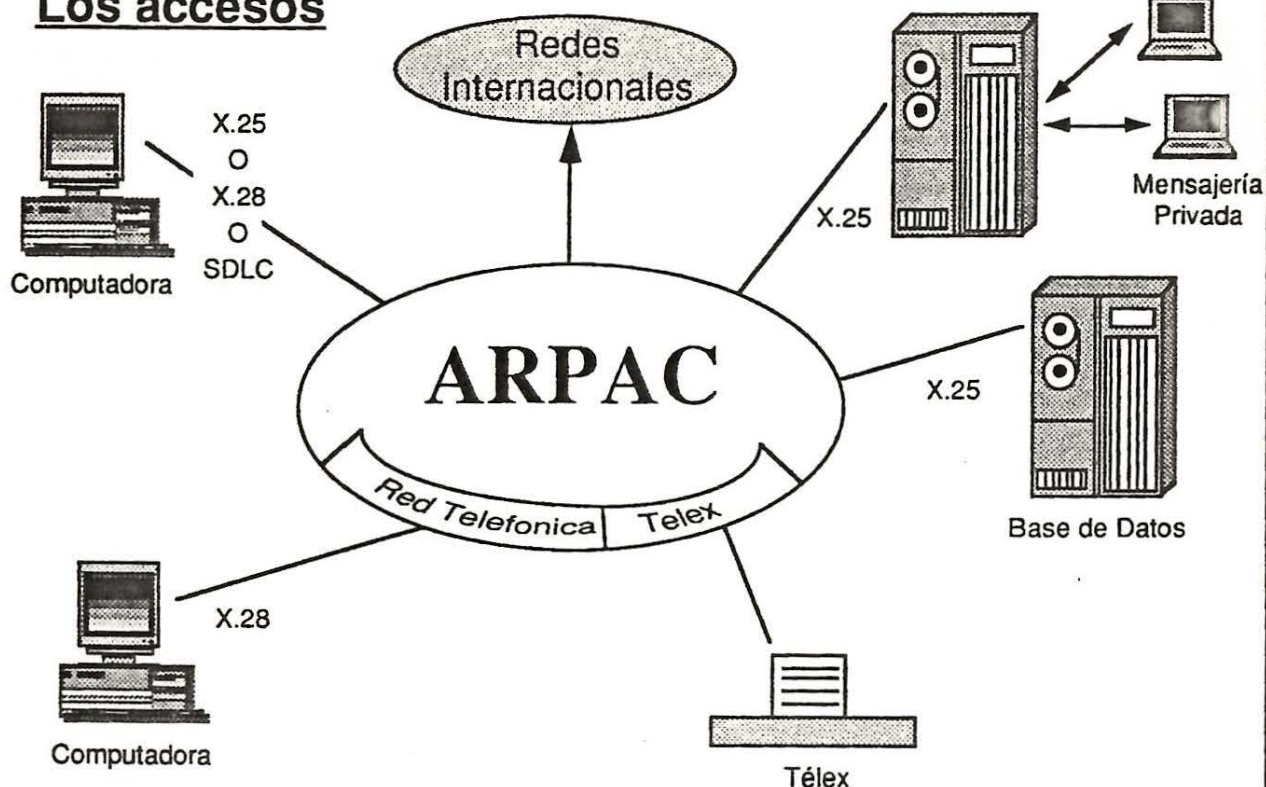 Los accesos
Redes
Internacionales
X.25
O
X.28
O
SDLC
Computadora
X.25
Mensajería
Privada
ARPAC
X.25
Base de Datos
Red Telefonica
Telex
X.28
Computadora
Télex